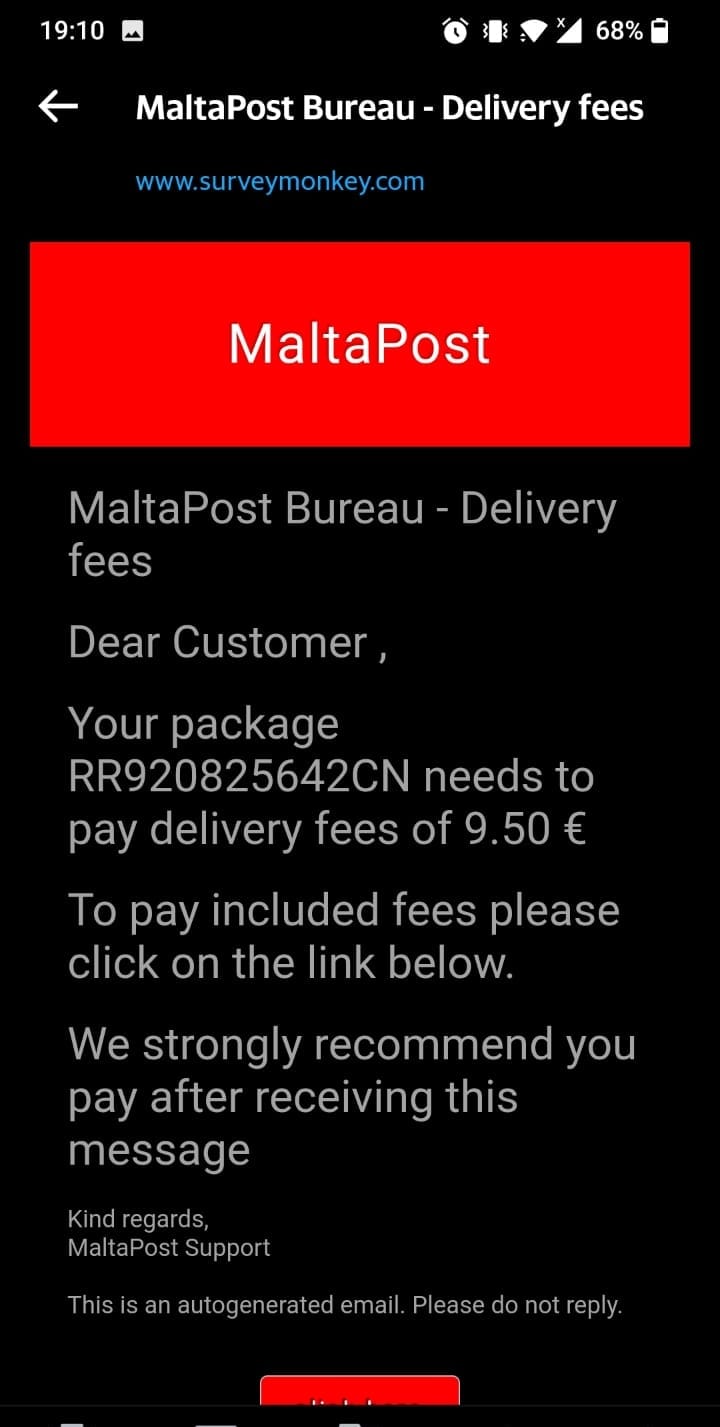 19:10
x
68%
MaltaPost Bureau - Delivery fees
www.surveymonkey.com
MaltaPost
MaltaPost Bureau - Delivery
fees
Dear Customer ,
Your package
RR920825642CN needs to
pay delivery fees of 9.50 €
To pay included fees please
click on the link below.
We strongly recommend you
pay after receiving this
message
Kind regards,
MaltaPost Support
This is an autogenerated email. Please do not reply.